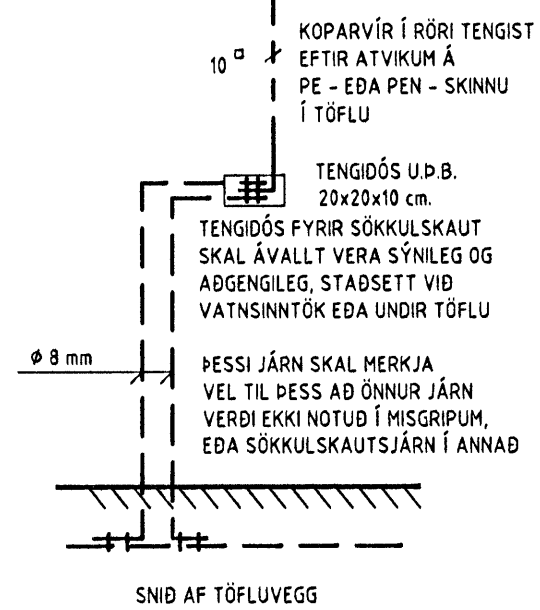 KOPARVÍR Í RÖRI TENGIST
EFTIR ATVIKUM Á
PE - EÐA PEN - SKINNU
Í TÖFLU
10 □
TENGIDÓS U.Þ.B.
20x20x10 cm.
TENGIDÓS FYRIR SÖKKULSKAUT
SKAL ÁVALLT VERA SÝNILEG OG
AÐGENGILEG, STAÐSETT VIÐ
VATNSINNTÖK EÐA UNDIR TÖFLU
ø 8 mm
ÞESSI JÁRN SKAL MERKJA
VEL TIL ÞESS AÐ ÖNNUR JÁRN
VERÐI EKKI NOTUÐ Í MISGRIPUM,
EÐA SÖKKULSKAUTSJÁRN Í ANNAÐ
SNIÐ AF TÖFLUVEGG